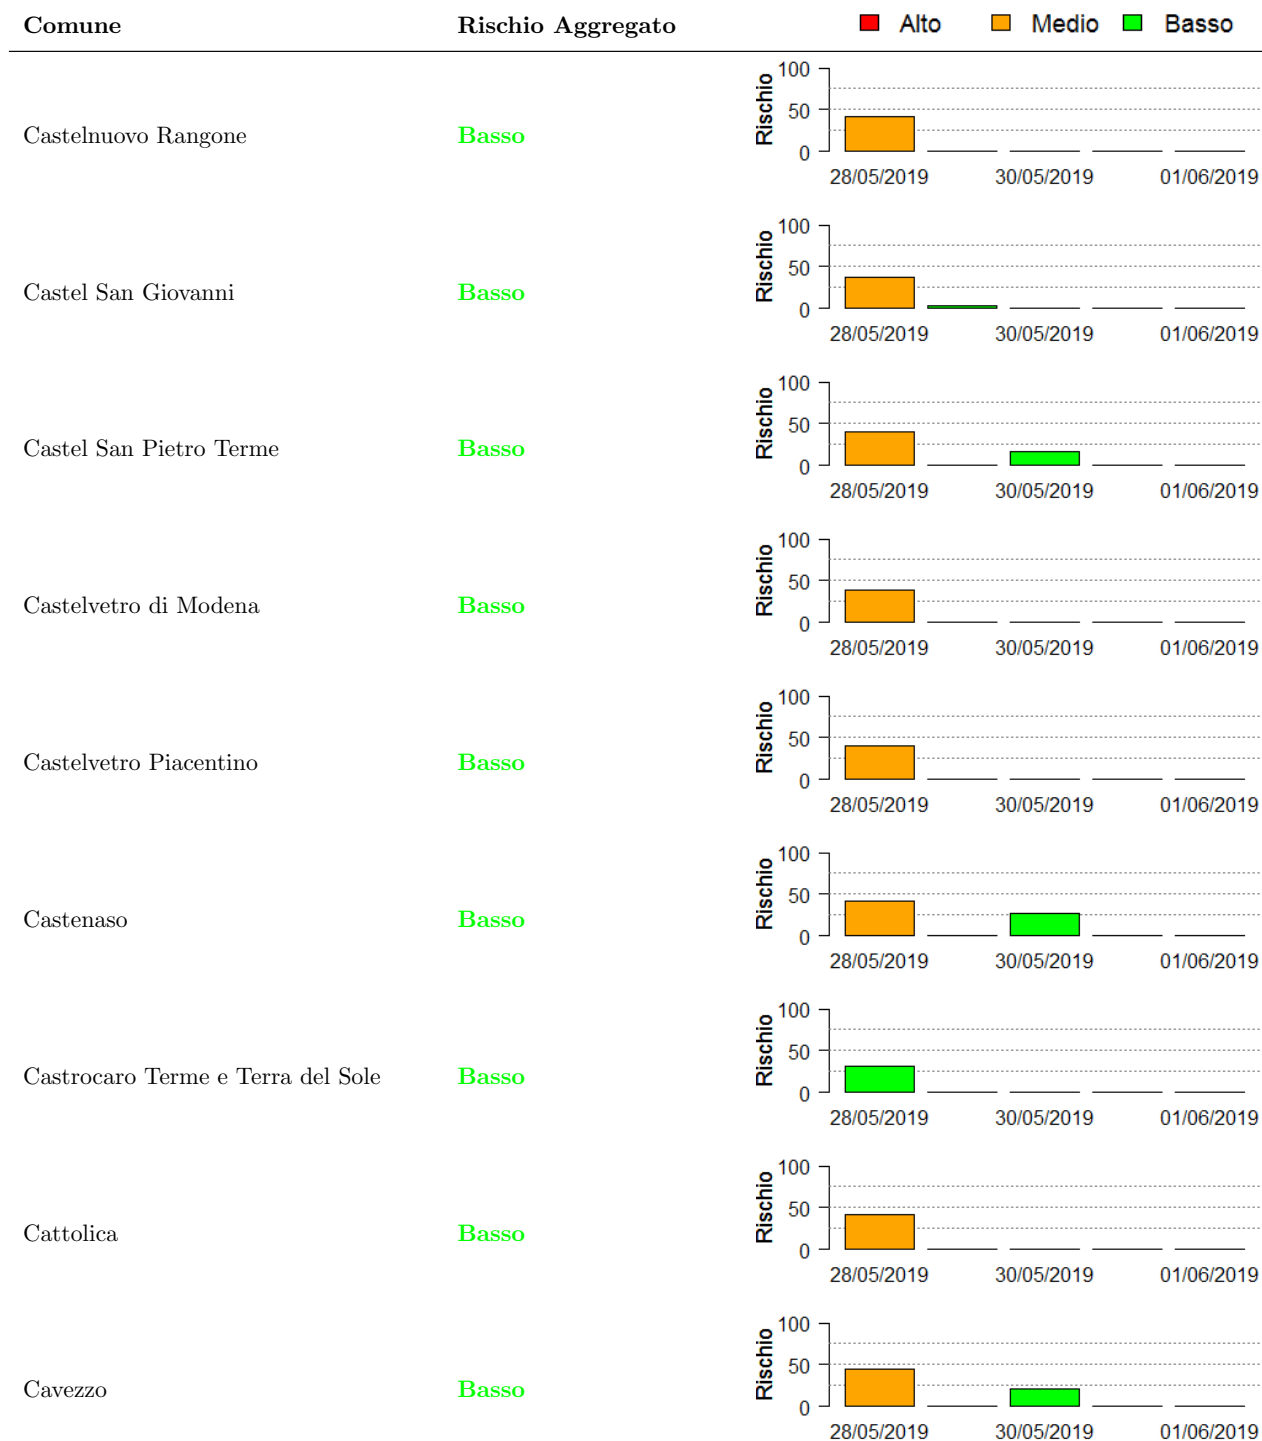 Comune Rischio Aggregato Alto Medio Basso
100
50
0
Rischio
Castelnuovo Rangone Basso
28/05/2019 30/05/2019 01/06/2019
100
50
0
Rischio
Castel San Giovanni Basso
28/05/2019 30/05/2019 01/06/2019
100
50
0
Rischio
Castel San Pietro Terme Basso
28/05/2019 30/05/2019 01/06/2019
100
50
0
Rischio
Castelvetro di Modena Basso
28/05/2019 30/05/2019 01/06/2019
100
50
0
Rischio
Castelvetro Piacentino Basso
28/05/2019 30/05/2019 01/06/2019
100
50
0
Rischio
Castenaso Basso
28/05/2019 30/05/2019 01/06/2019
100
50
0
Rischio
Castrocaro Terme e Terra del Sole Basso
28/05/2019 30/05/2019 01/06/2019
100
50
0
Rischio
Cattolica Basso
28/05/2019 30/05/2019 01/06/2019
100
50
0
Rischio
Cavezzo Basso
28/05/2019 30/05/2019 01/06/2019